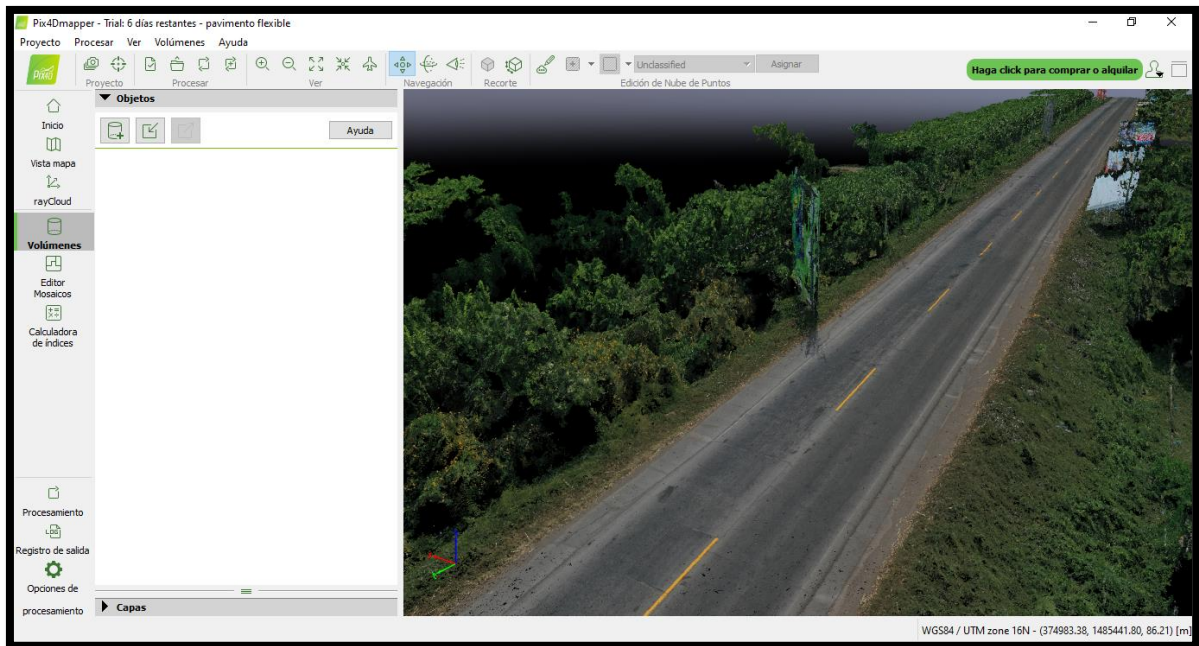 Pix4Dmapper - Trial: 6 días restantes - pavimento flexible
Proyecto Procesar Ver Volúmenes Ayuda
PIX4D
Unclassified
Asignar
Haga click para comprar o alquilar
Proyecto
Procesar
Ver
Navegación
Recorte
Edición de Nube de Puntos
Inicio
Vista mapa
rayCloud
Volúmenes
Editor
Mosaicos
Calculadora
de índices
Procesamiento
Registro de salida
Opciones de
procesamiento
Objetos
Ayuda
Capas
WGS84 / UTM zone 16N - (374983.38, 1485441.80, 86.21) [m]